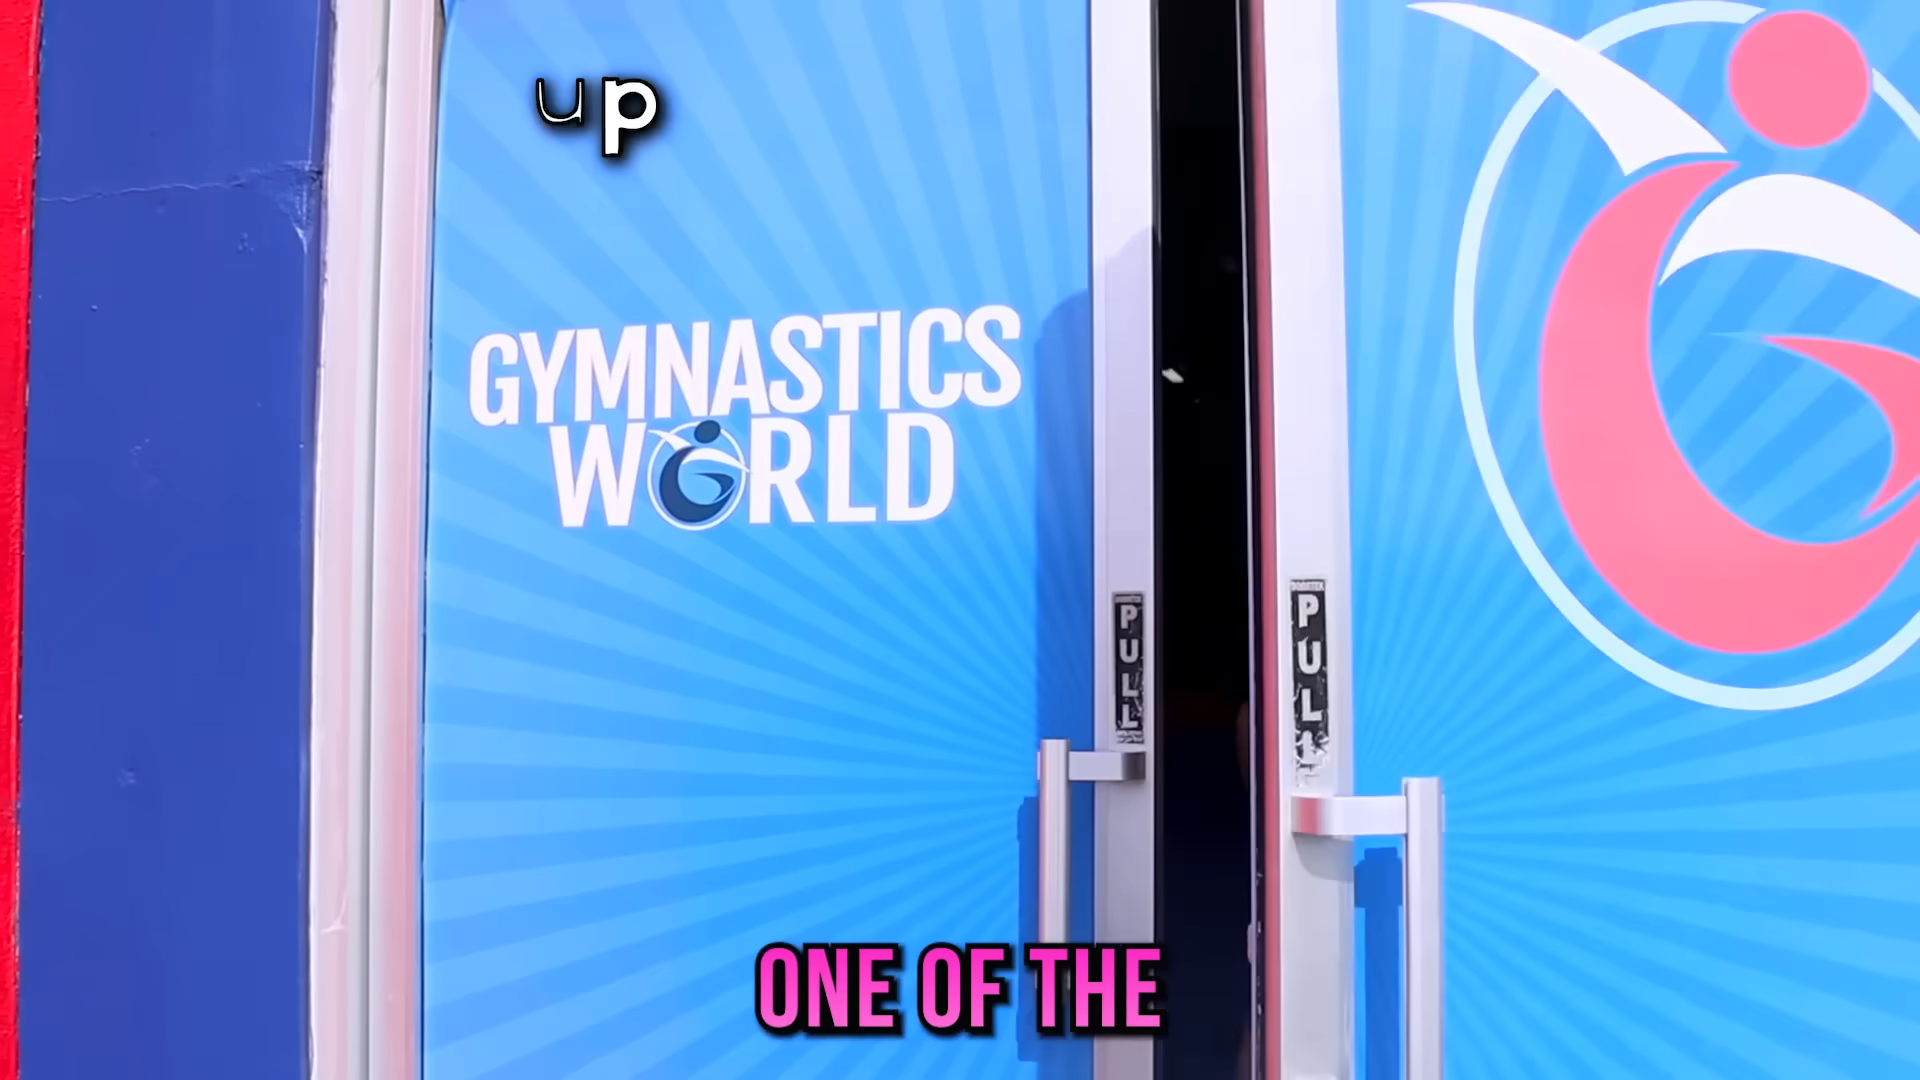 up
GYMNASTICS
WORLD
PULL
PULL
ONE OF THE